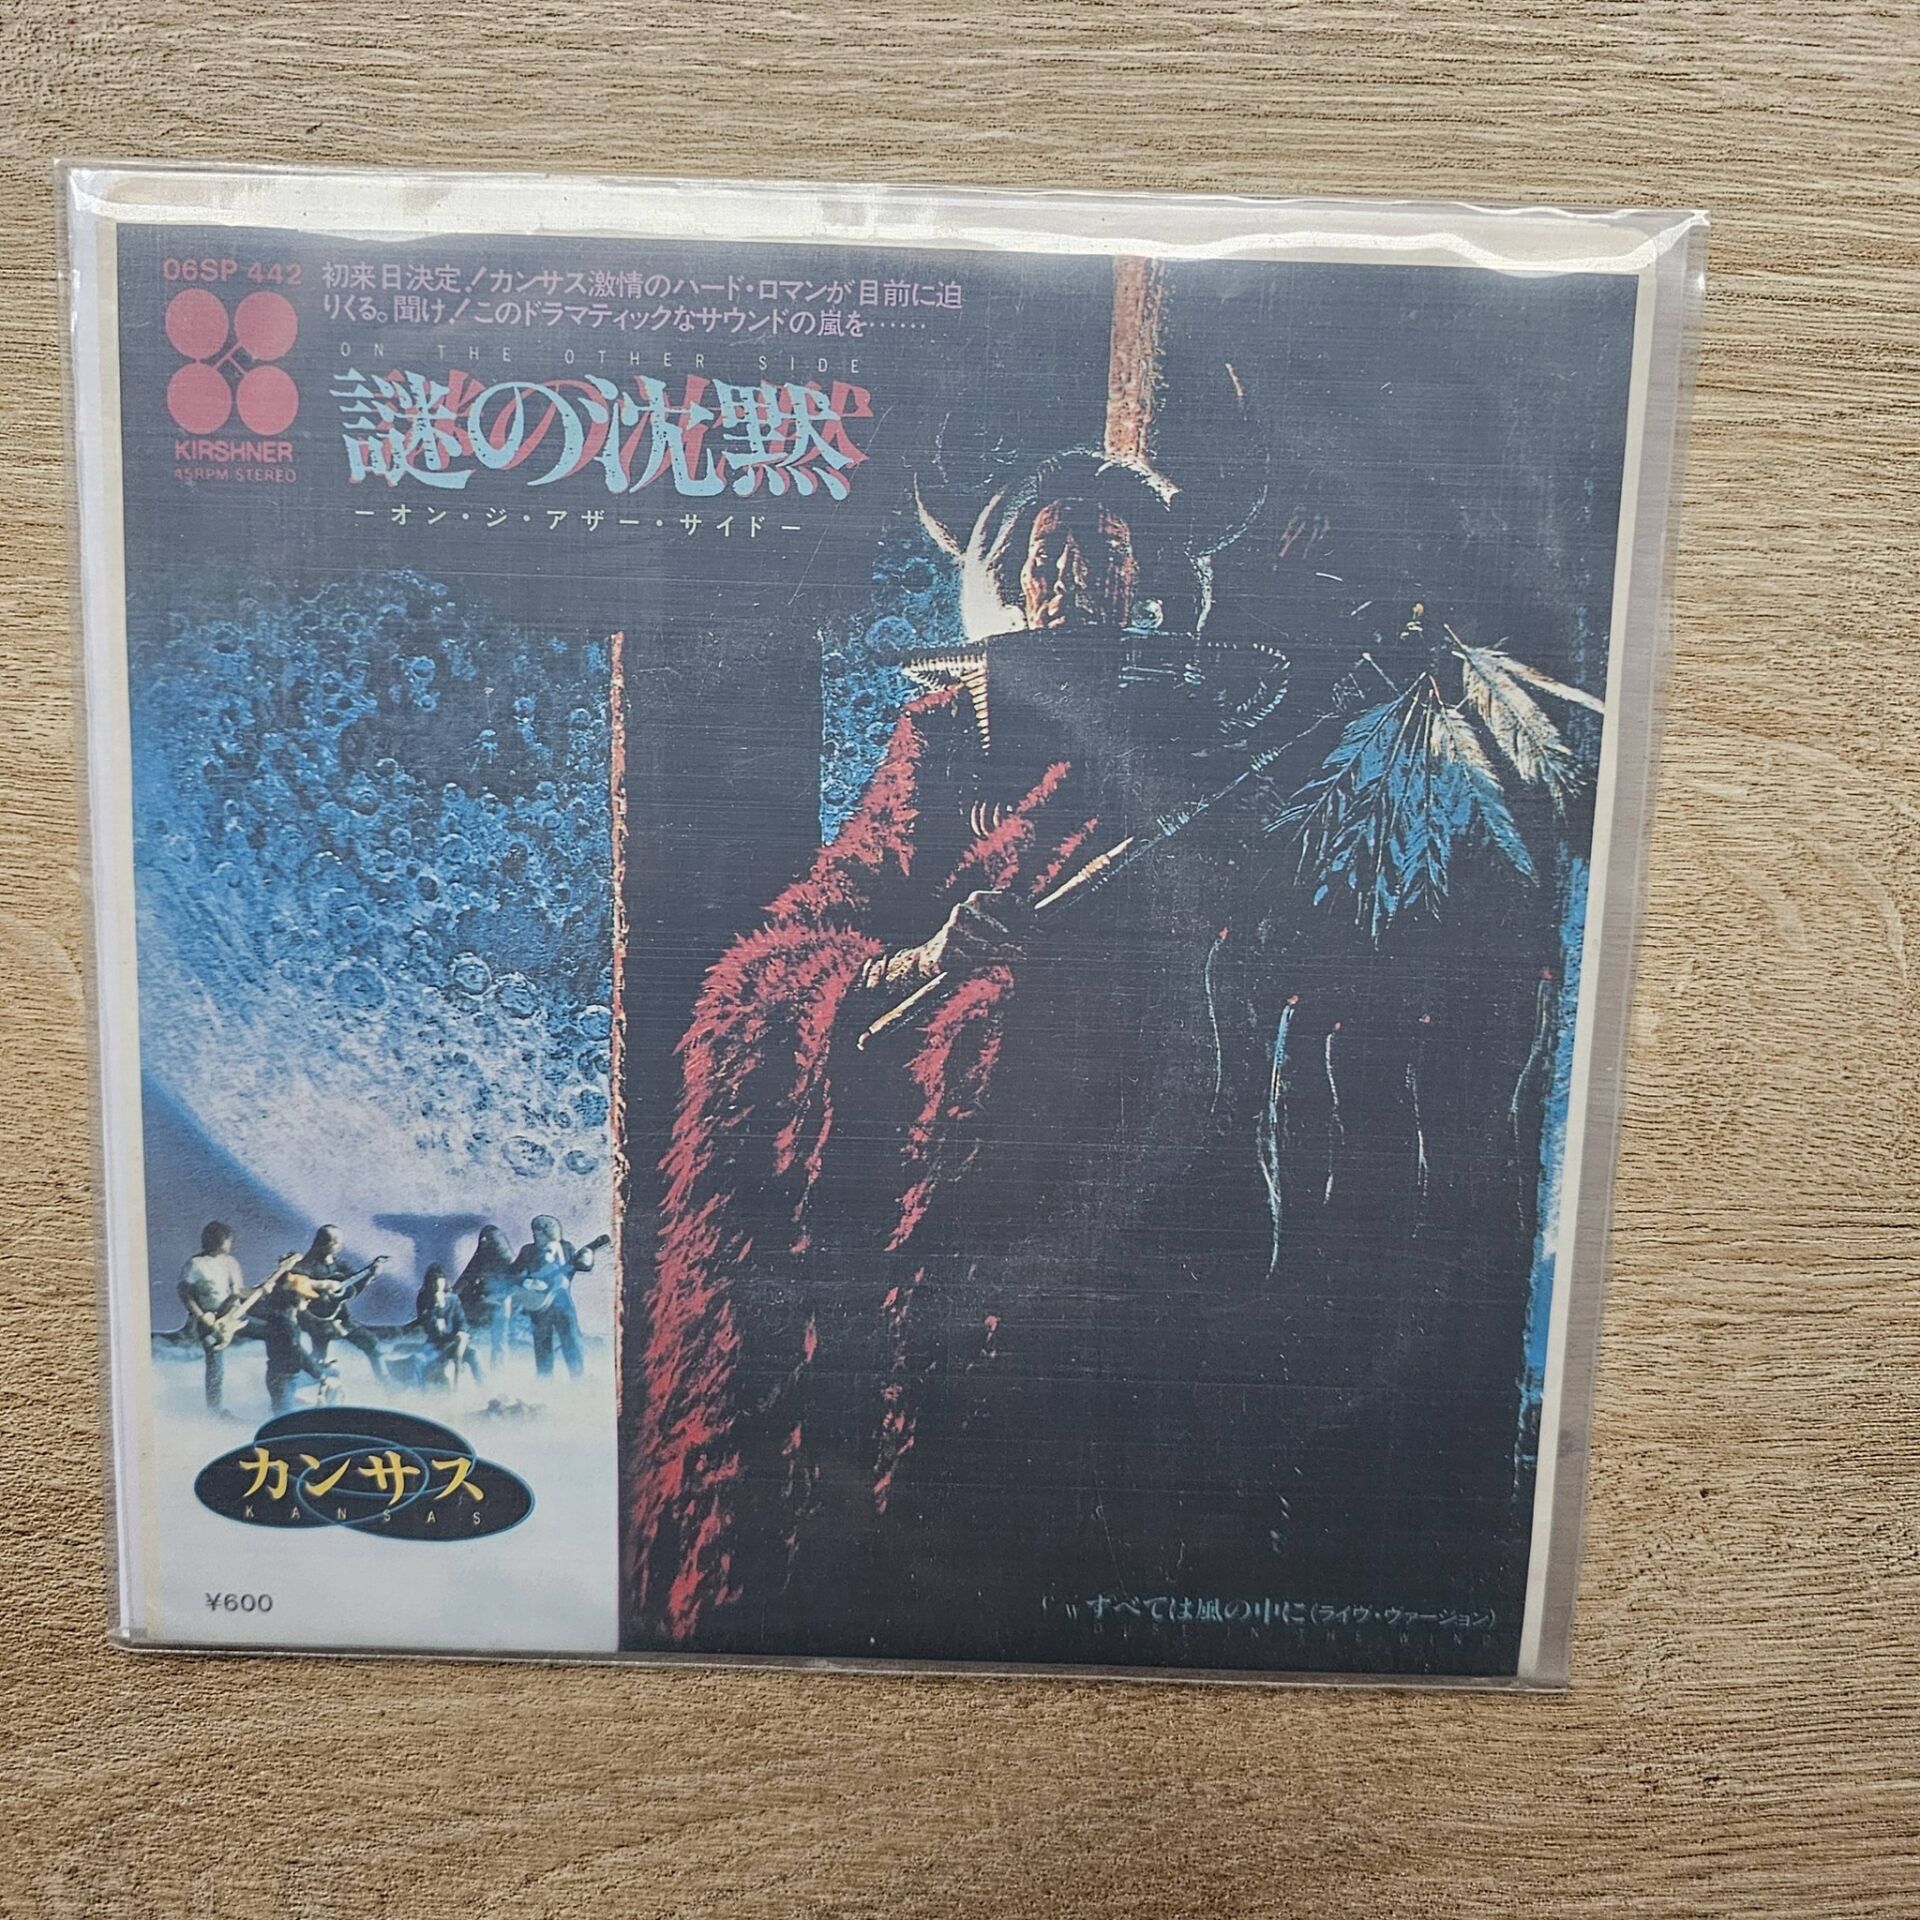 06SP 442
KIRSHNER
45RPM STEREO
初来日決定!カンサス激情のハード・ロマンが目前に迫
りくる。聞け!このドラマティックなサウンドの嵐を……
ON THE OTHER SIDE
謎の沈黙
ーオン・ジ・アザー・サイドー
カンサス
KANSAS
¥600
C/W すべては風の中に(ライヴ・ヴァージョン)
DUST IN THE WIND